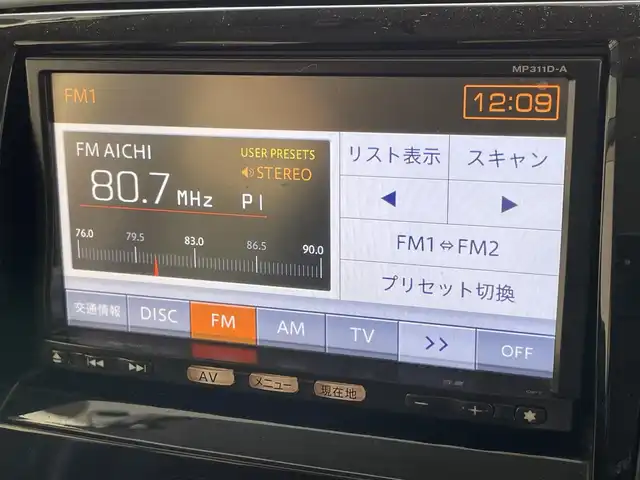 MP311D-A
FM1
12:09
FM AICHI
USER PRESETS
STEREO
80.7 MHz P1
76.0 79.5 83.0 86.5 90.0
リスト表示 スキャン
FM1⇔FM2
プリセット切換
交通情報 DISC FM AM TV >> OFF
AV メニュー 現在地
− +